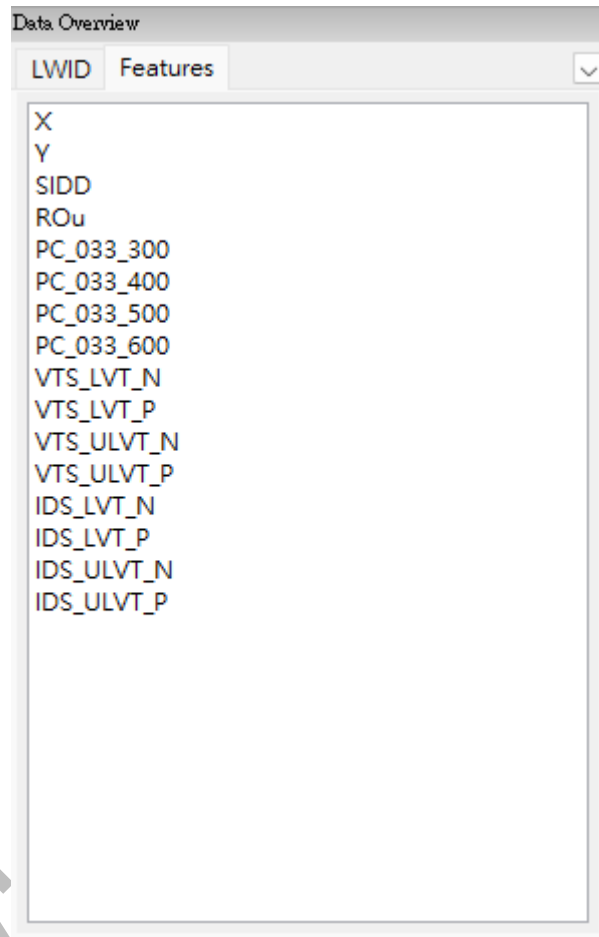 Data Overview
LWID Features
X
Y
SIDD
ROu
PC_033_300
PC_033_400
PC_033_500
PC_033_600
VTS_LVT_N
VTS_LVT_P
VTS_ULVT_N
VTS_ULVT_P
IDS_LVT_N
IDS_LVT_P
IDS_ULVT_N
IDS_ULVT_P